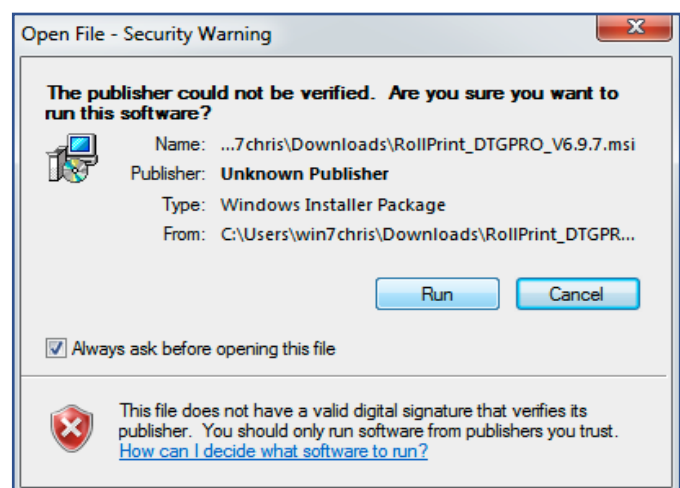 Open File - Security Warning
The publisher could not be verified. Are you sure you want to
run this software?
Name: ...7chris\Downloads\RollPrint_DTGPRO_V6.9.7.msi
Publisher: Unknown Publisher
Type: Windows Installer Package
From: C:\Users\win7chris\Downloads\RollPrint_DTGPR...
Run Cancel
Always ask before opening this file
This file does not have a valid digital signature that verifies its
publisher. You should only run software from publishers you trust.
How can I decide what software to run?